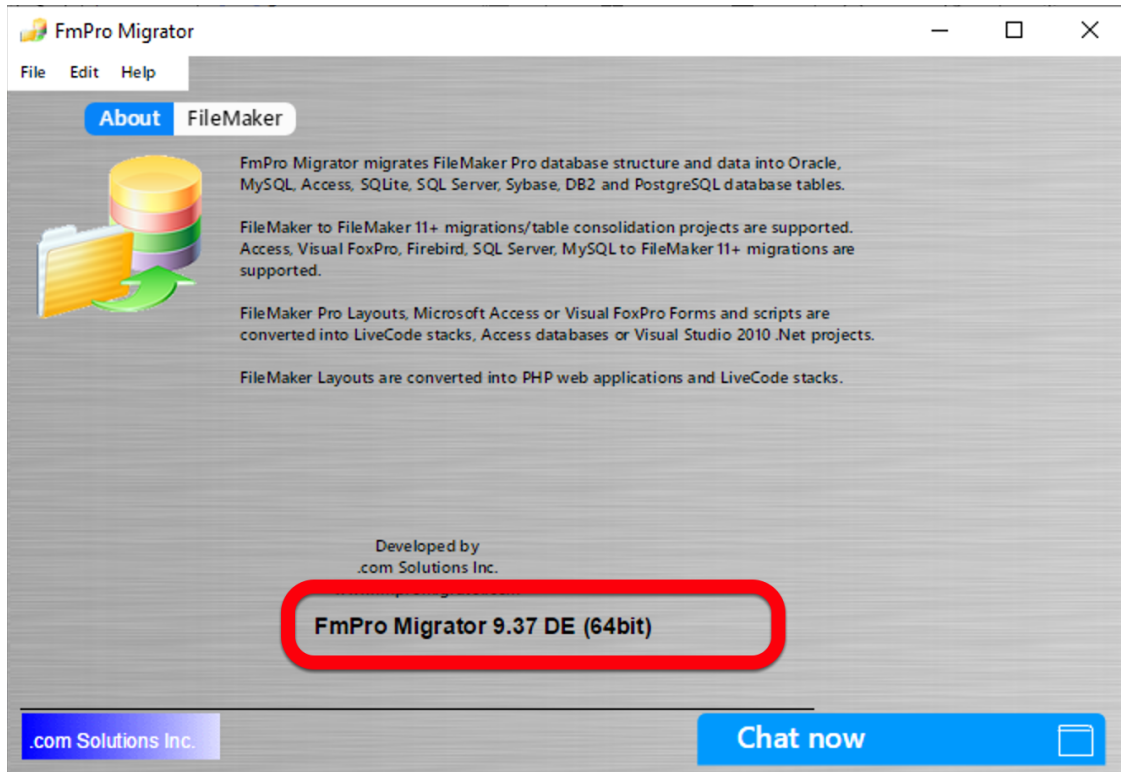 FmPro Migrator
File Edit Help
About FileMaker
FmPro Migrator migrates FileMaker Pro database structure and data into Oracle,
MySQL, Access, SQLite, SQL Server, Sybase, DB2 and PostgreSQL database tables.
FileMaker to FileMaker 11+ migrations/table consolidation projects are supported.
Access, Visual FoxPro, Firebird, SQL Server, MySQL to FileMaker 11+ migrations are
supported.
FileMaker Pro Layouts, Microsoft Access or Visual FoxPro Forms and scripts are
converted into LiveCode stacks, Access databases or Visual Studio 2010 .Net projects.
FileMaker Layouts are converted into PHP web applications and LiveCode stacks.
Developed by
.com Solutions Inc.
FmPro Migrator 9.37 DE (64bit)
.com Solutions Inc.
Chat now